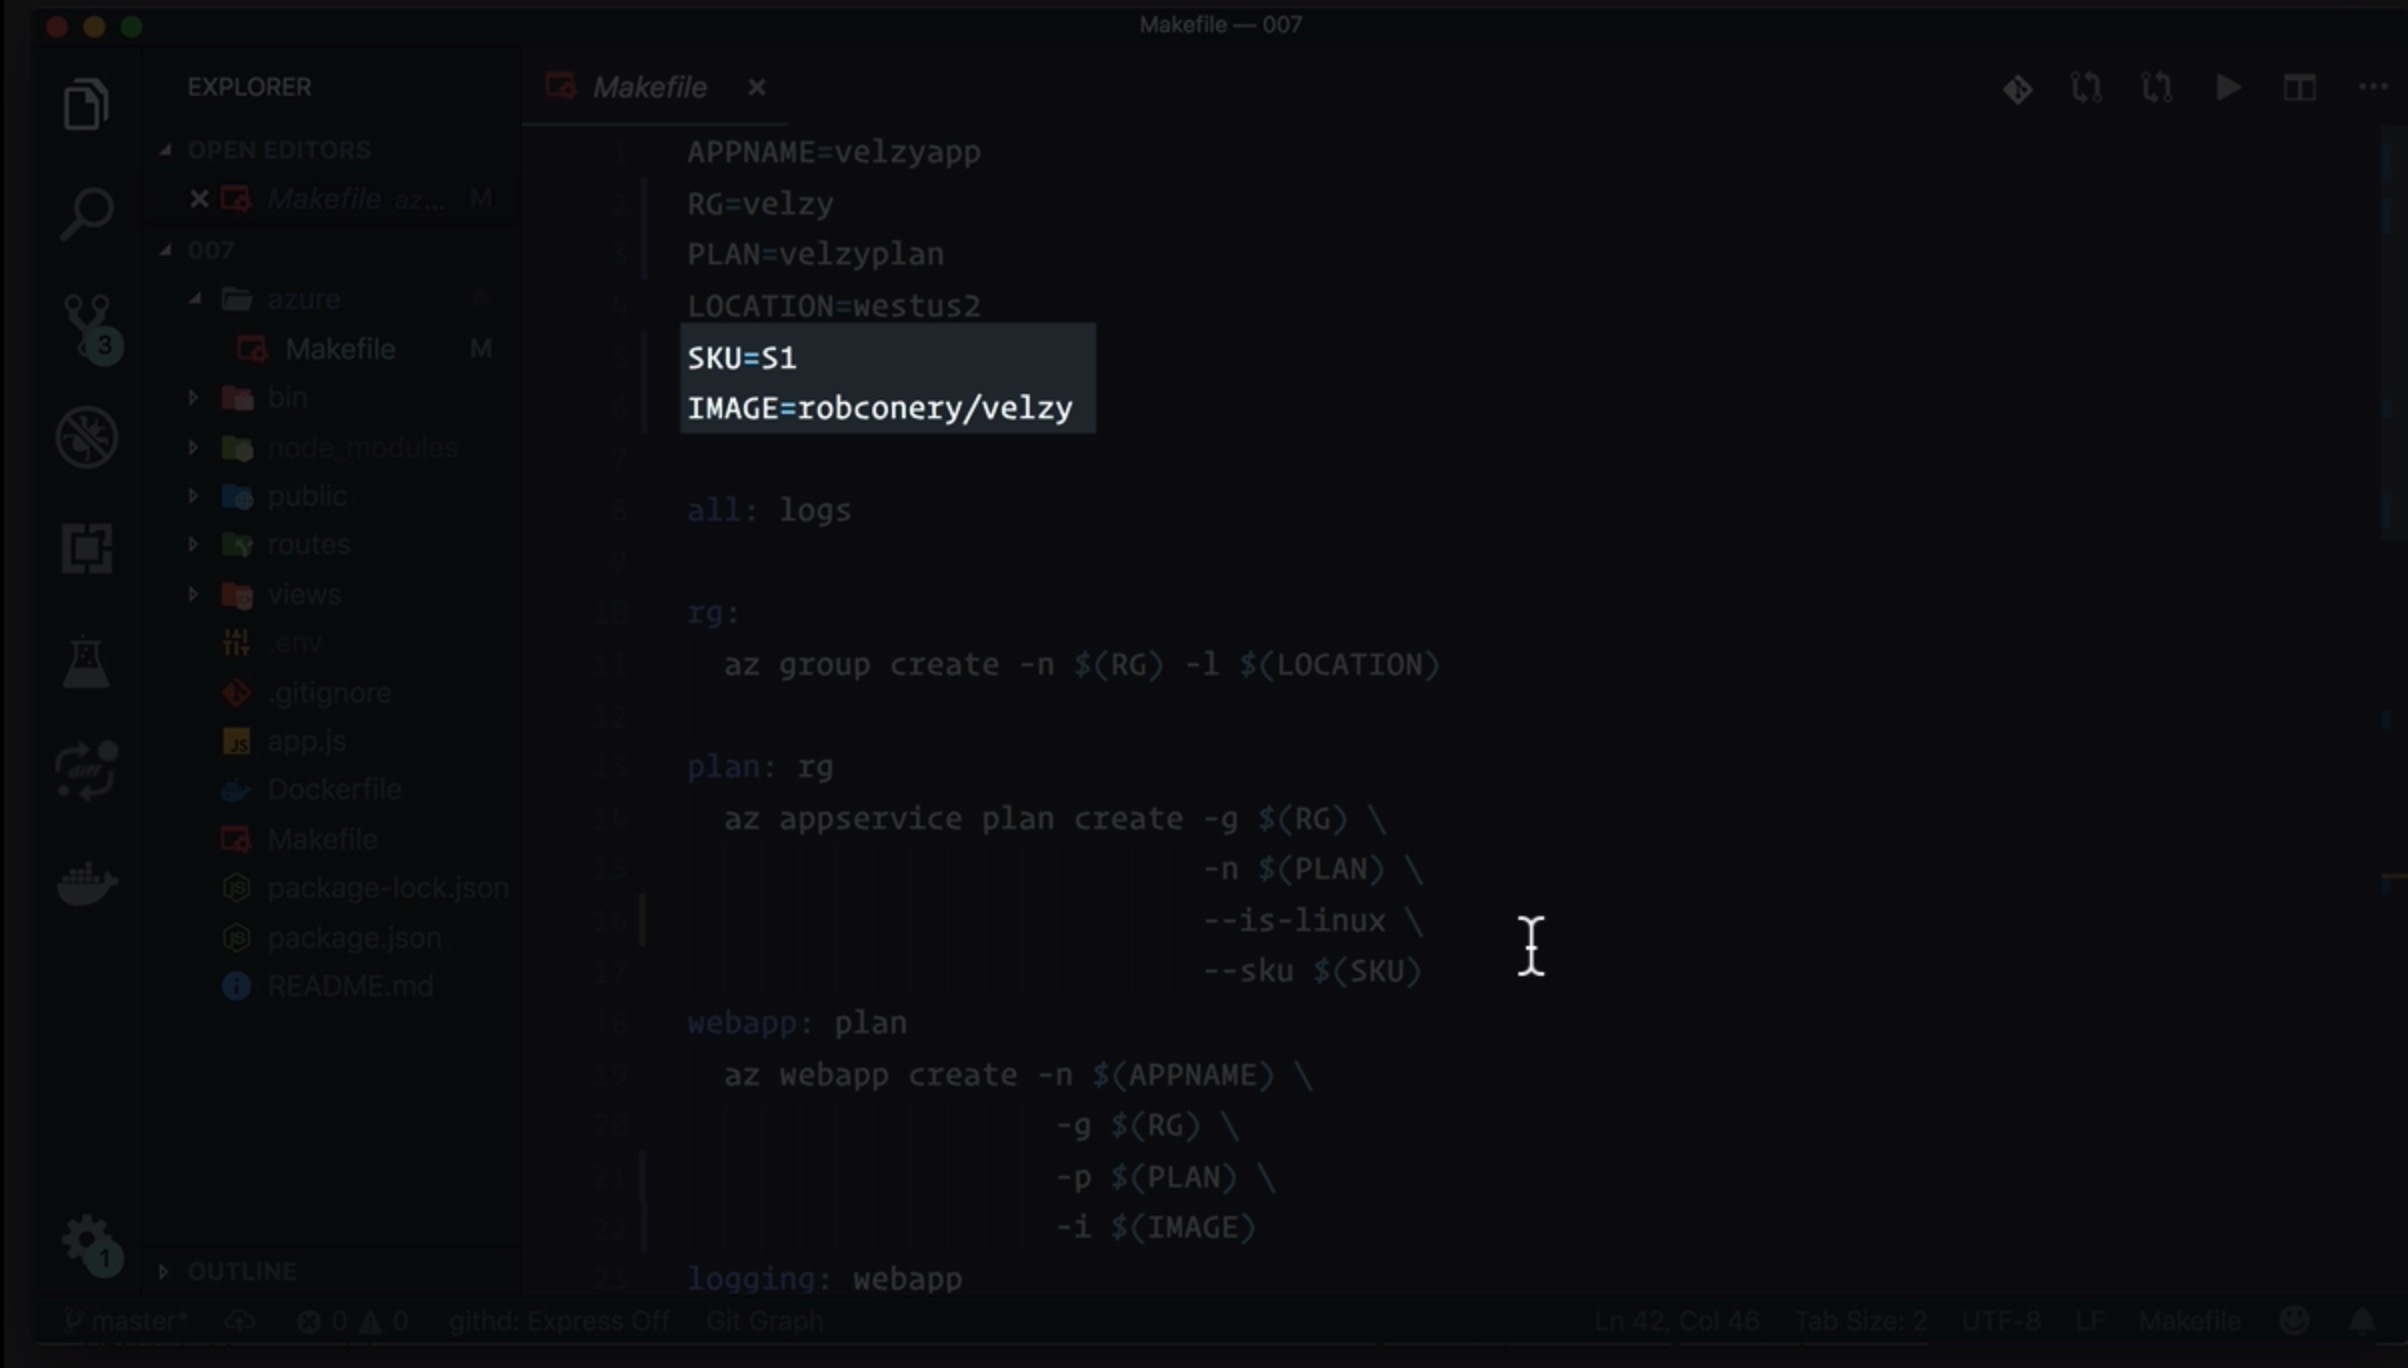 Makefile — 007
EXPLORER
OPEN EDITORS
Makefile az... M
007
azure
Makefile M
bin
node_modules
public
routes
views
.env
.gitignore
app.js
Dockerfile
Makefile
package-lock.json
package.json
README.md
OUTLINE
3
diff
1
Makefile
1 APPNAME=velzyapp
2 RG=velzy
3 PLAN=velzyplan
4 LOCATION=westus2
5 SKU=S1
6 IMAGE=robconery/velzy
7
8 all: logs
9
10 rg:
11 az group create -n $(RG) -l $(LOCATION)
12
13 plan: rg
14 az appservice plan create -g $(RG) \
15 -n $(PLAN) \
16 --is-linux \
17 --sku $(SKU)
18 webapp: plan
19 az webapp create -n $(APPNAME) \
20 -g $(RG) \
21 -p $(PLAN) \
22 -i $(IMAGE)
23 logging: webapp
master* 0 0 githd: Express Off Git Graph Ln 42, Col 46 Tab Size: 2 UTF-8 LF Makefile